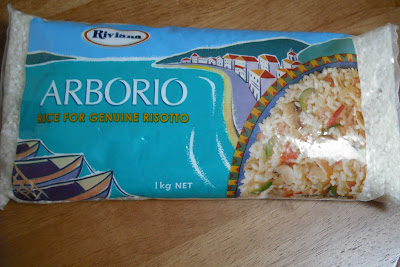 Riviana
ARBORIO
RICE FOR GENUINE RISOTTO
1kg NET